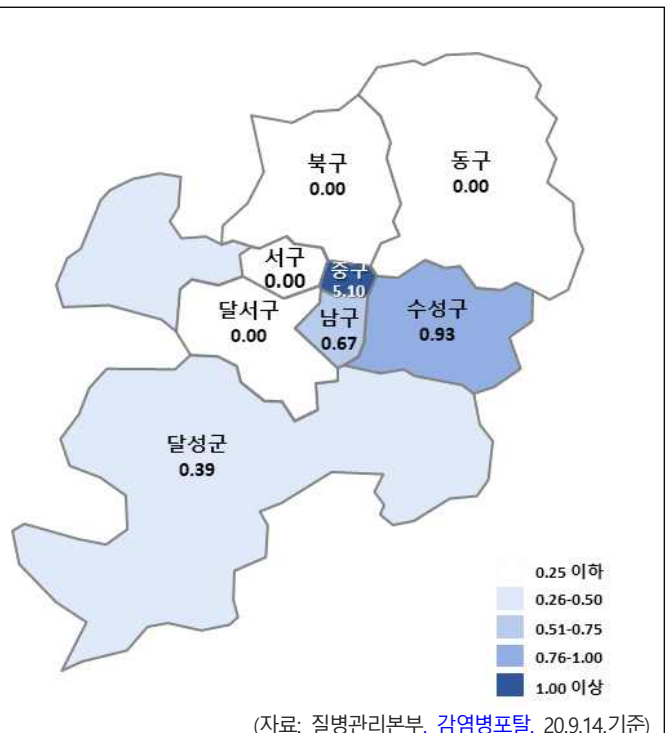 북구
0.00
동구
0.00
서구
0.00
중구
5.10
달서구
0.00
남구
0.67
수성구
0.93
달성군
0.39
0.25 이하
0.26-0.50
0.51-0.75
0.76-1.00
1.00 이상
(자료: 질병관리본부. 감염병포탈. 20.9.14.기준)